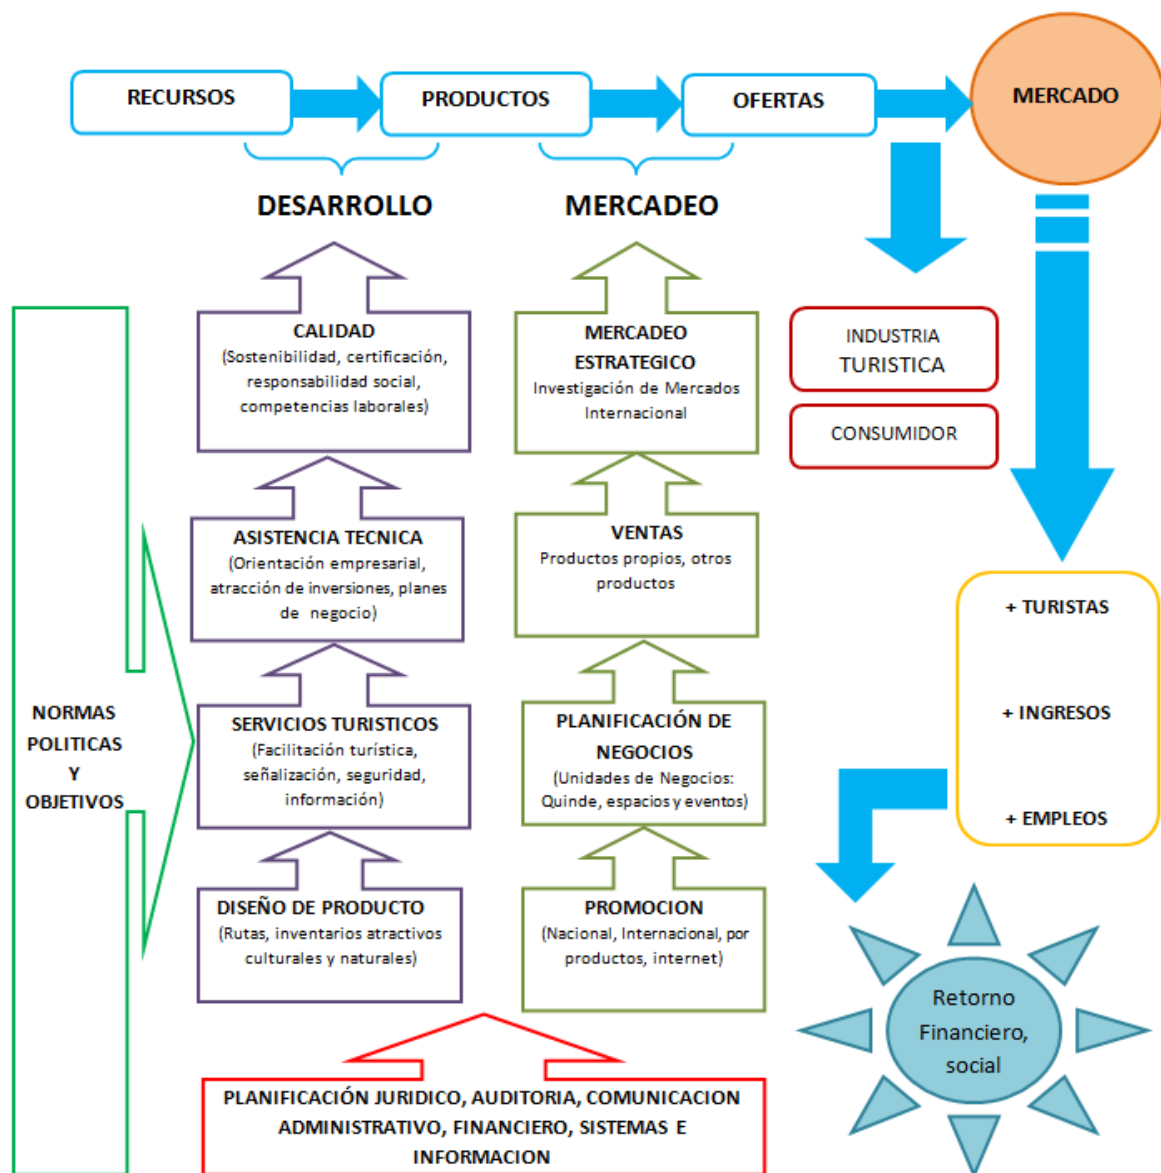 RECURSOS
PRODUCTOS
OFERTAS
MERCADO
DESARROLLO
MERCADEO
CALIDAD
(Sostenibilidad, certificación,
responsabilidad social,
competencias laborales)
MERCADEO
ESTRATEGICO
Investigación de Mercados
Internacional
INDUSTRIA
TURISTICA
CONSUMIDOR
ASISTENCIA TECNICA
(Orientación empresarial,
atracción de inversiones, planes
de negocio)
VENTAS
Productos propios, otros
productos
+ TURISTAS
+ INGRESOS
+ EMPLEOS
NORMAS
POLITICAS
Y
OBJETIVOS
SERVICIOS TURISTICOS
(Facilitación turística,
señalización, seguridad,
información)
PLANIFICACIÓN DE
NEGOCIOS
(Unidades de Negocios:
Quinde, espacios y eventos)
DISEÑO DE PRODUCTO
(Rutas, inventarios atractivos
culturales y naturales)
PROMOCION
(Nacional, Internacional, por
productos, internet)
Retorno
Financiero,
social
PLANIFICACIÓN JURIDICO, AUDITORIA, COMUNICACION
ADMINISTRATIVO, FINANCIERO, SISTEMAS E
INFORMACION